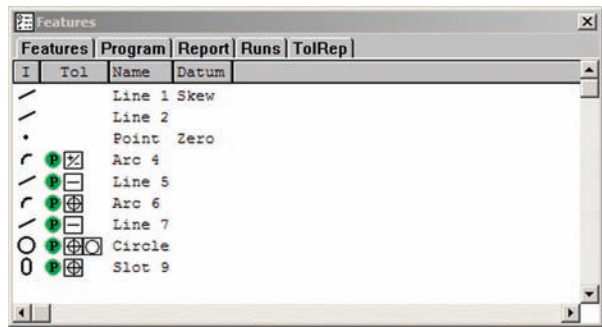 Features
Features Program Report Runs TolRep
I Tol Name Datum
Line 1 Skew
Line 2
Point Zero
P Arc 4
P Line 5
P Arc 6
P Line 7
P Circle
P Slot 9